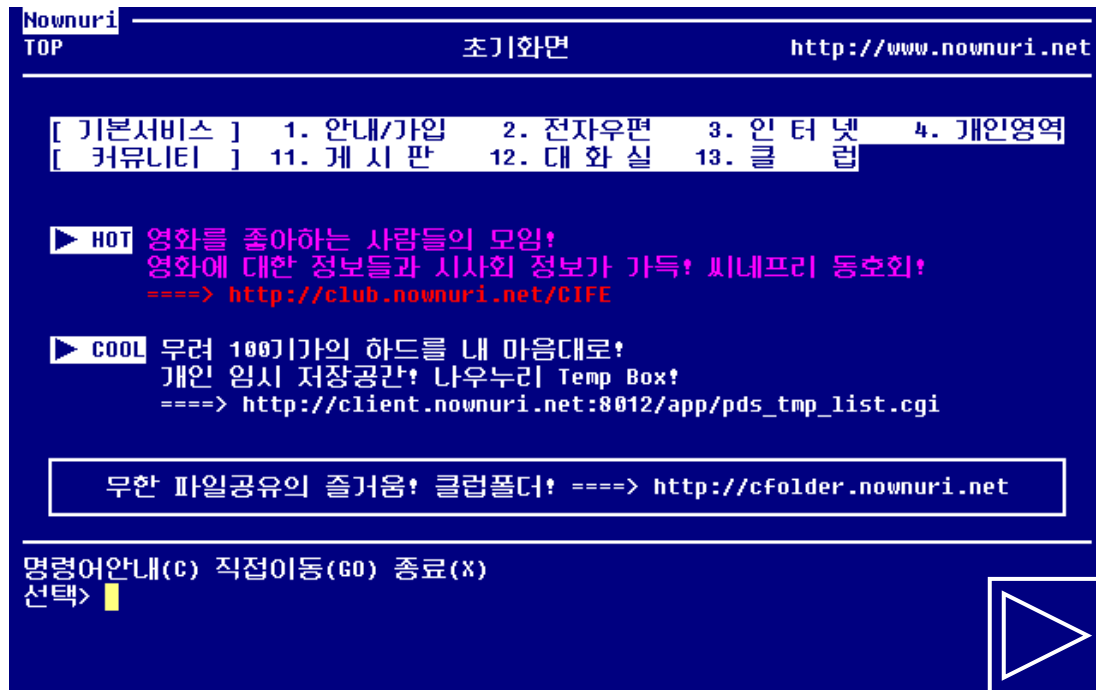 Nownuri
TOP 초기화면 http://www.nownuri.net
[ 기본서비스 ] 1. 안내/가입 2. 전자우편 3. 인 터 넷 4. 개인영역
[ 커뮤니티 ] 11. 게 시 판 12. 대 화 실 13. 클 럽
▶ HOT 영화를 좋아하는 사람들의 모임!
영화에 대한 정보들과 시사회 정보가 가득! 씨네프리 동호회!
====> http://club.nownuri.net/CIFE
▶ COOL 무려 100기가의 하드를 내 마음대로!
개인 임시 저장공간! 나우누리 Temp Box!
====> http://client.nownuri.net:8012/app/pds_tmp_list.cgi
무한 파일공유의 즐거움! 클럽폴더! ====> http://cfolder.nownuri.net
명령어안내(C) 직접이동(GO) 종료(X)
선택>